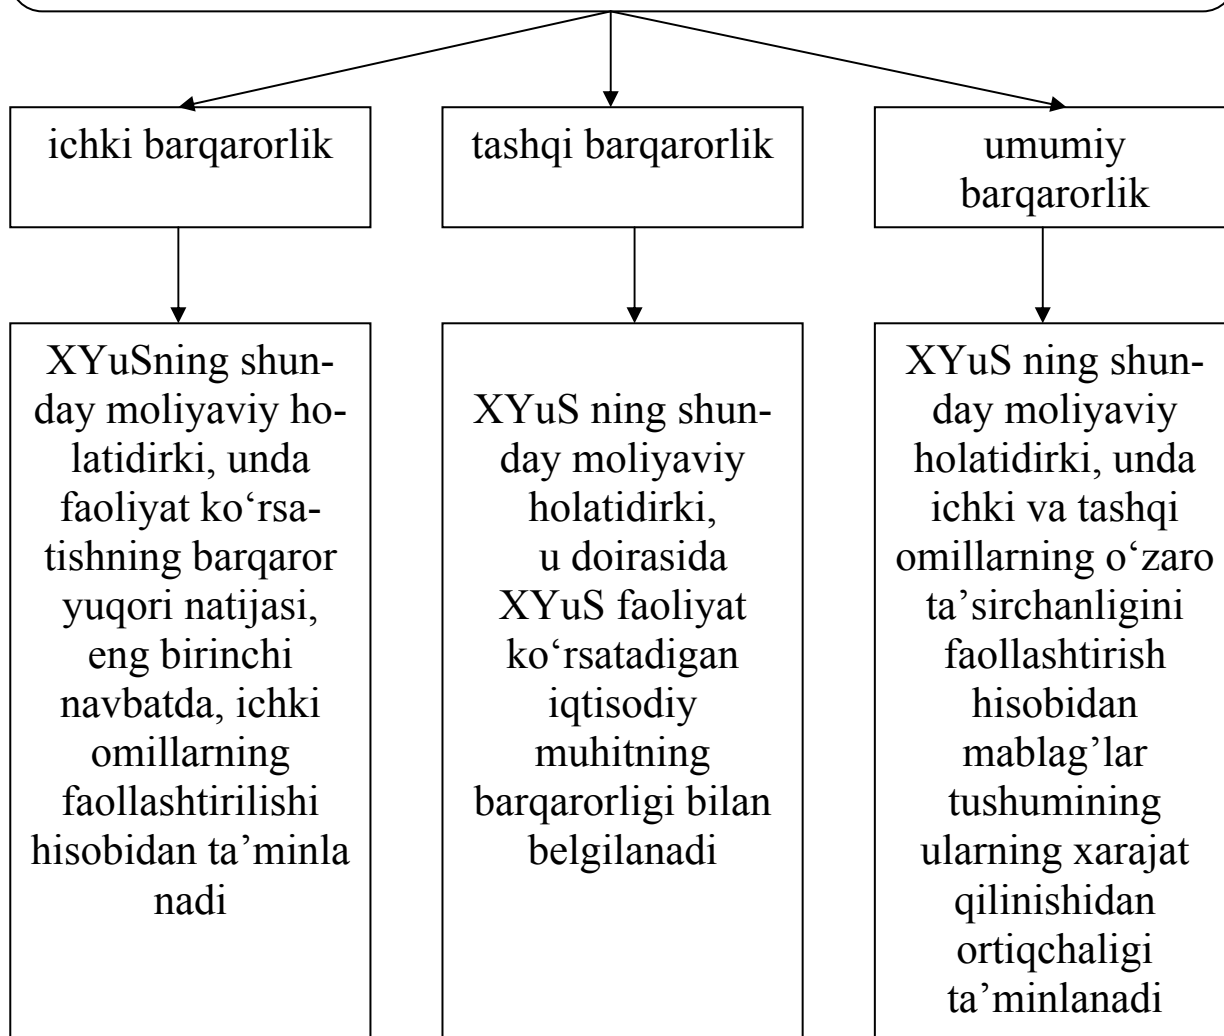 ichki barqarorlik
tashqi barqarorlik
umumiy
barqarorlik
XYuSning shun-
day moliyaviy ho-
latidirki, unda
faoliyat ko‘rsa-
tishning barqaror
yuqori natijasi,
eng birinchi
navbatda, ichki
omillarning
faollashtirilishi
hisobidan ta’minla
nadi
XYuS ning shun-
day moliyaviy
holatidirki,
u doirasida
XYuS faoliyat
ko‘rsatadigan
iqtisodiy
muhitning
barqarorligi bilan
belgilanadi
XYuS ning shun-
day moliyaviy
holatidirki, unda
ichki va tashqi
omillarning o‘zaro
ta’sirchanligini
faollashtirish
hisobidan
mablag’lar
tushumining
ularning xarajat
qilinishidan
ortiqchaligi
ta’minlanadi